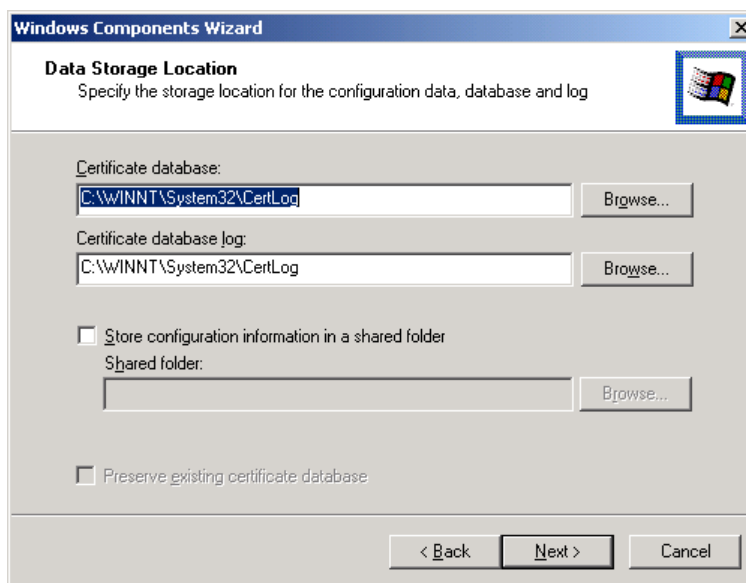 Windows Components Wizard
Data Storage Location
Specify the storage location for the configuration data, database and log
Certificate database:
C:\WINNT\System32\CertLog
Browse...
Certificate database log:
C:\WINNT\System32\CertLog
Browse...
Store configuration information in a shared folder
Shared folder:
Browse...
Preserve existing certificate database
< Back
Next >
Cancel